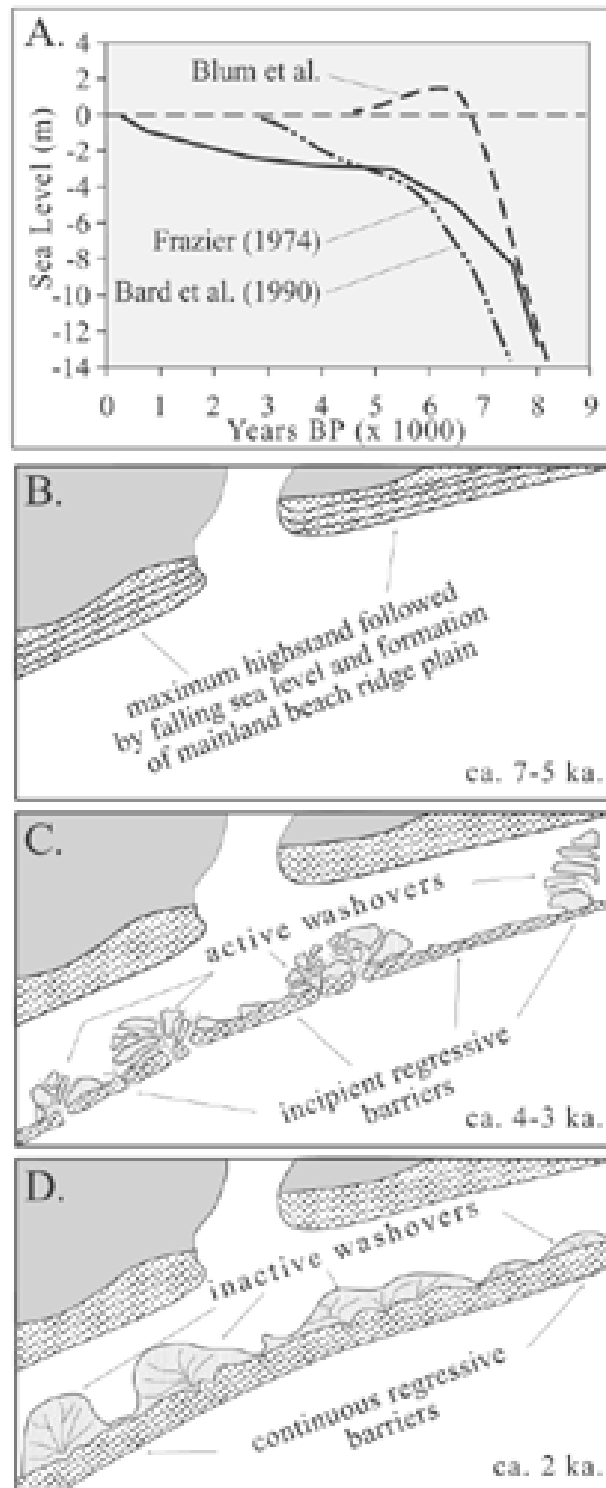 A.
4
2
0
-2
-4
-6
-8
-10
-12
-14
Sea Level (m)
Blum et al.
Frazier (1974)
Bard et al. (1990)
0 1 2 3 4 5 6 7 8 9
Years BP (x 1000)
B.
maximum highstand followed
by falling sea level and formation
of mainland beach ridge plain
ca. 7-5 ka.
C.
active washovers
incipient regressive
barriers
ca. 4-3 ka.
D.
inactive washovers
continuous regressive
barriers
ca. 2 ka.